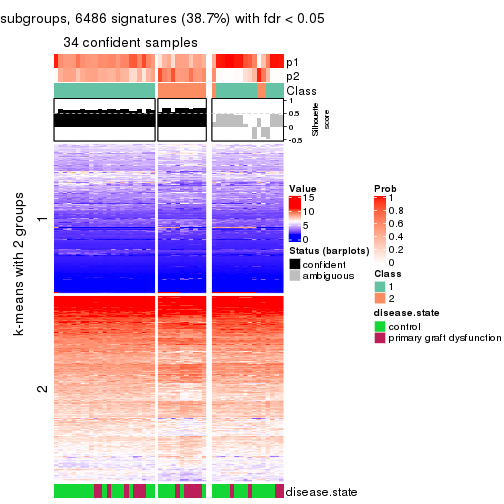 subgroups, 6486 signatures (38.7%) with fdr < 0.05
34 confident samples
p1
p2
Class
1
0.5
0
-0.5
Silhouette
score
k-means with 2 groups
1
2
disease.state
Value
15
10
5
0
Status (barplots)
confident
ambiguous
Prob
1
0.8
0.6
0.4
0.2
0
Class
1
2
disease.state
control
primary graft dysfunction